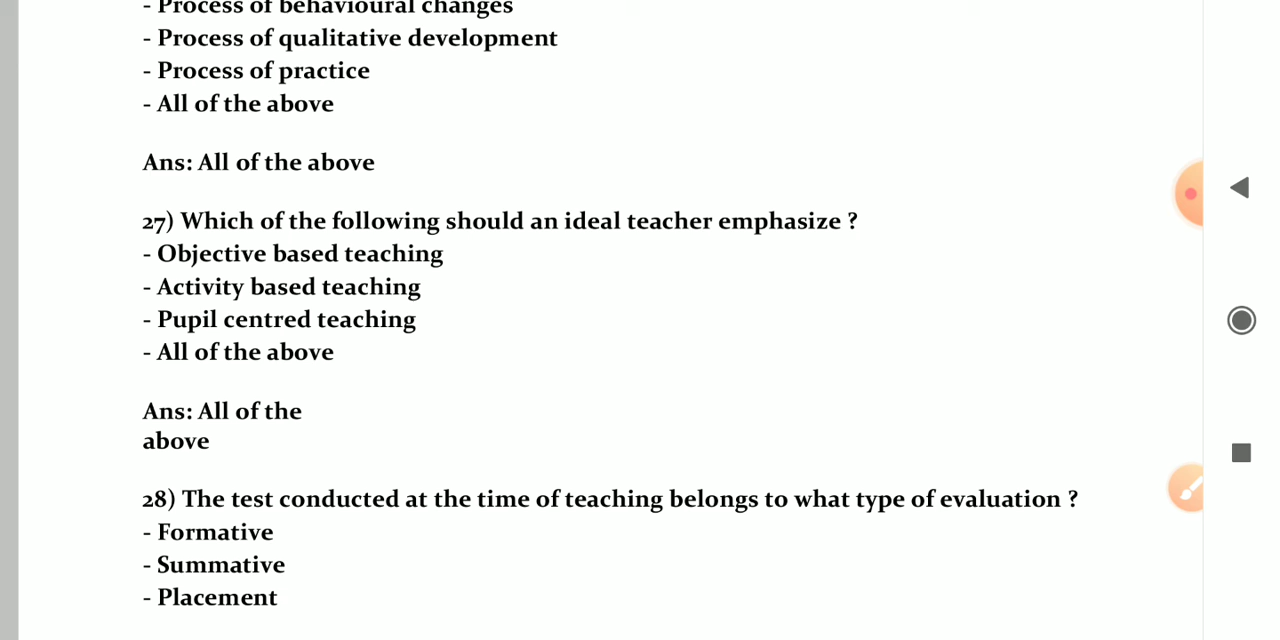 - Process of behavioural changes
- Process of qualitative development
- Process of practice
- All of the above
Ans: All of the above
27) Which of the following should an ideal teacher emphasize ?
- Objective based teaching
- Activity based teaching
- Pupil centred teaching
- All of the above
Ans: All of the
above
28) The test conducted at the time of teaching belongs to what type of evaluation ?
- Formative
- Summative
- Placement